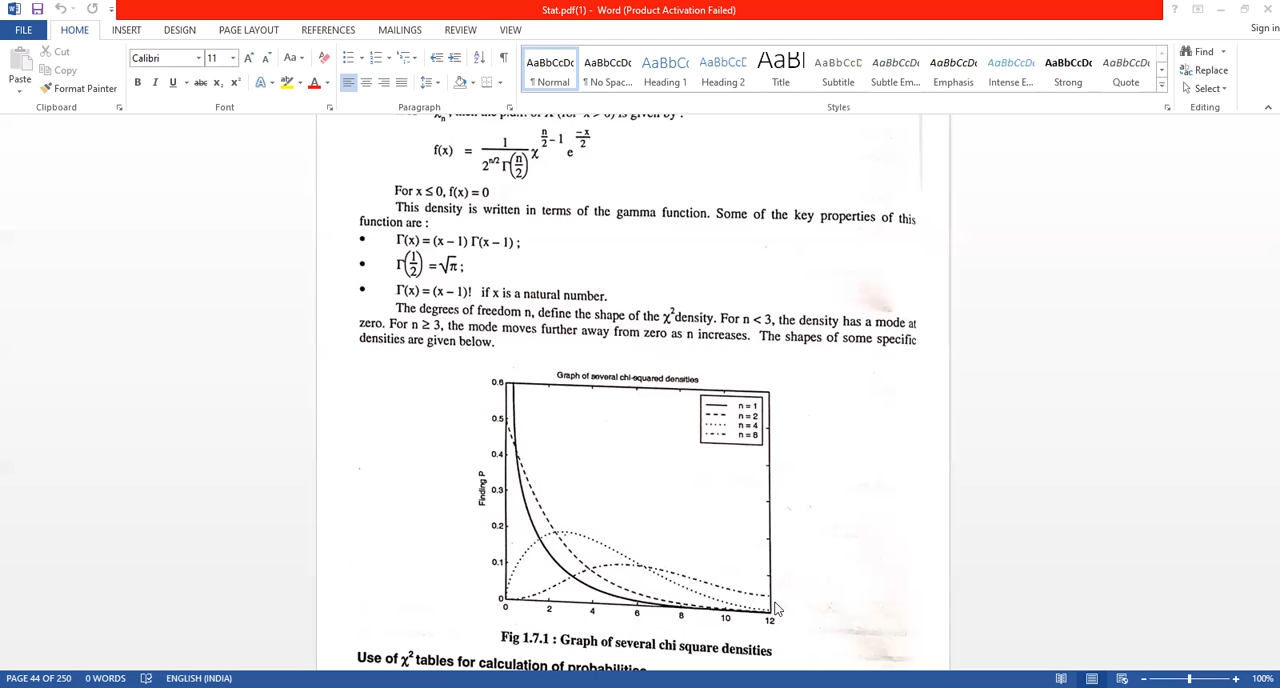 Stat.pdf(1) - Word (Product Activation Failed)
Sign in
FILE HOME INSERT DESIGN PAGE LAYOUT REFERENCES MAILINGS REVIEW VIEW
Cut
Copy
Format Painter
Paste
Clipboard
Calibri 11
Font
Paragraph
AaBbCcDc AaBbCcDc AaBbCc AaBbCcD AaBl AaBbCcD AaBbCcDt AaBbCcDt AaBbCcDt AaBbCcDc AaBbCcDt
¶ Normal ¶ No Spac... Heading 1 Heading 2 Title Subtitle Subtle Em... Emphasis Intense E... Strong Quote
Styles
Find
Replace
Select
Editing
f(x) = 1 / (2^n/2 Γ(n/2)) χ^(n/2 – 1) e^(–x/2)
For x ≤ 0, f(x) = 0
This density is written in terms of the gamma function. Some of the key properties of this
function are :
• Γ(x) = (x – 1) Γ(x – 1) ;
• Γ(1/2) = √π ;
• Γ(x) = (x – 1)! if x is a natural number.
The degrees of freedom n, define the shape of the χ² density. For n < 3, the density has a mode at
zero. For n ≥ 3, the mode moves further away from zero as n increases. The shapes of some specific
densities are given below.
Graph of several chi-squared densities
0.6
0.5
0.4
0.3
0.2
0.1
0
Finding P
n = 1
n = 2
n = 4
n = 8
0 2 4 6 8 10 12
Fig 1.7.1 : Graph of several chi square densities
Use of χ² tables for calculation of probabilities
PAGE 44 OF 250 0 WORDS ENGLISH (INDIA) 100%